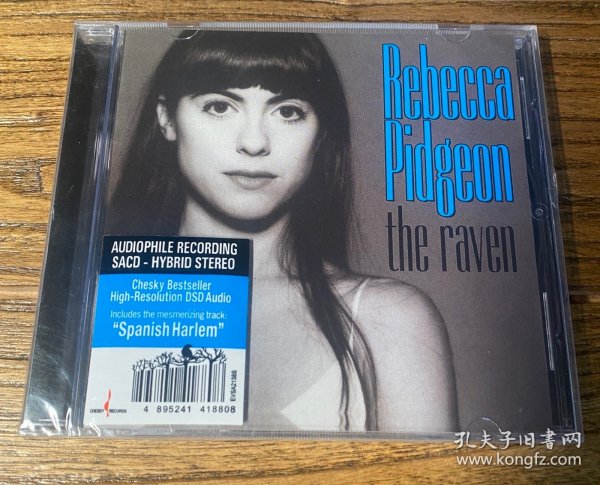 Rebecca
Pidgeon
the raven
AUDIOPHILE RECORDING
SACD - HYBRID STEREO
Chesky Bestseller
High-Resolution DSD Audio
Includes the mesmerizing track:
“Spanish Harlem”
CHESKY RECORDS
EVSA2138S
4 895241 418808
孔夫子旧书网
www.kongfz.com